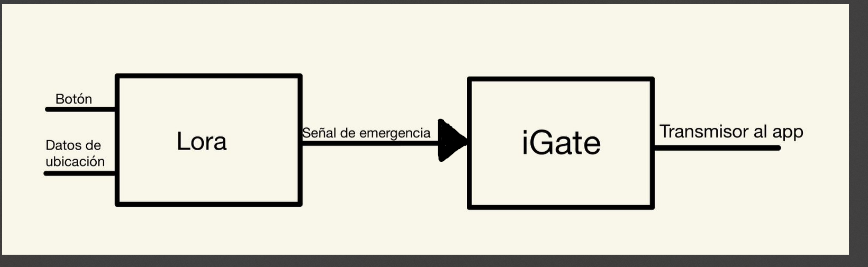 Botón
Datos de
ubicación
Lora
Señal de emergencia
iGate
Transmisor al app